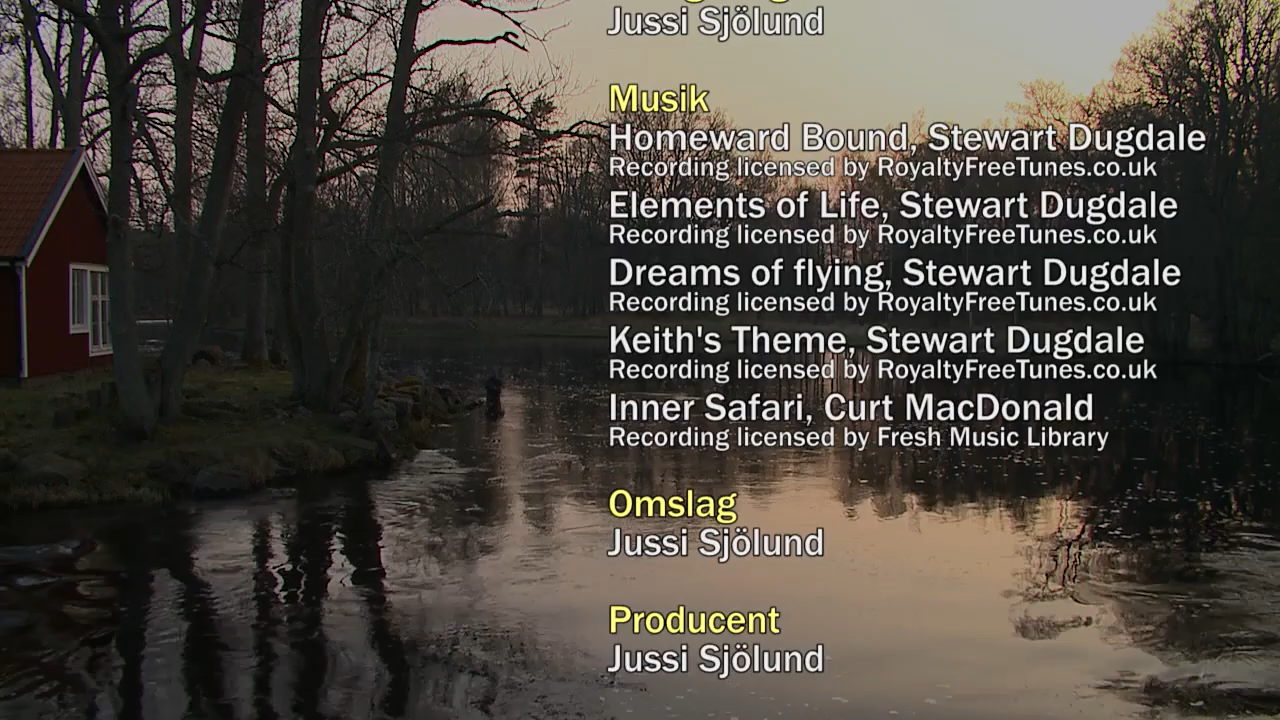 Jussi Sjölund
Musik
Homeward Bound, Stewart Dugdale
Recording licensed by RoyaltyFreeTunes.co.uk
Elements of Life, Stewart Dugdale
Recording licensed by RoyaltyFreeTunes.co.uk
Dreams of flying, Stewart Dugdale
Recording licensed by RoyaltyFreeTunes.co.uk
Keith's Theme, Stewart Dugdale
Recording licensed by RoyaltyFreeTunes.co.uk
Inner Safari, Curt MacDonald
Recording licensed by Fresh Music Library
Omslag
Jussi Sjölund
Producent
Jussi Sjölund